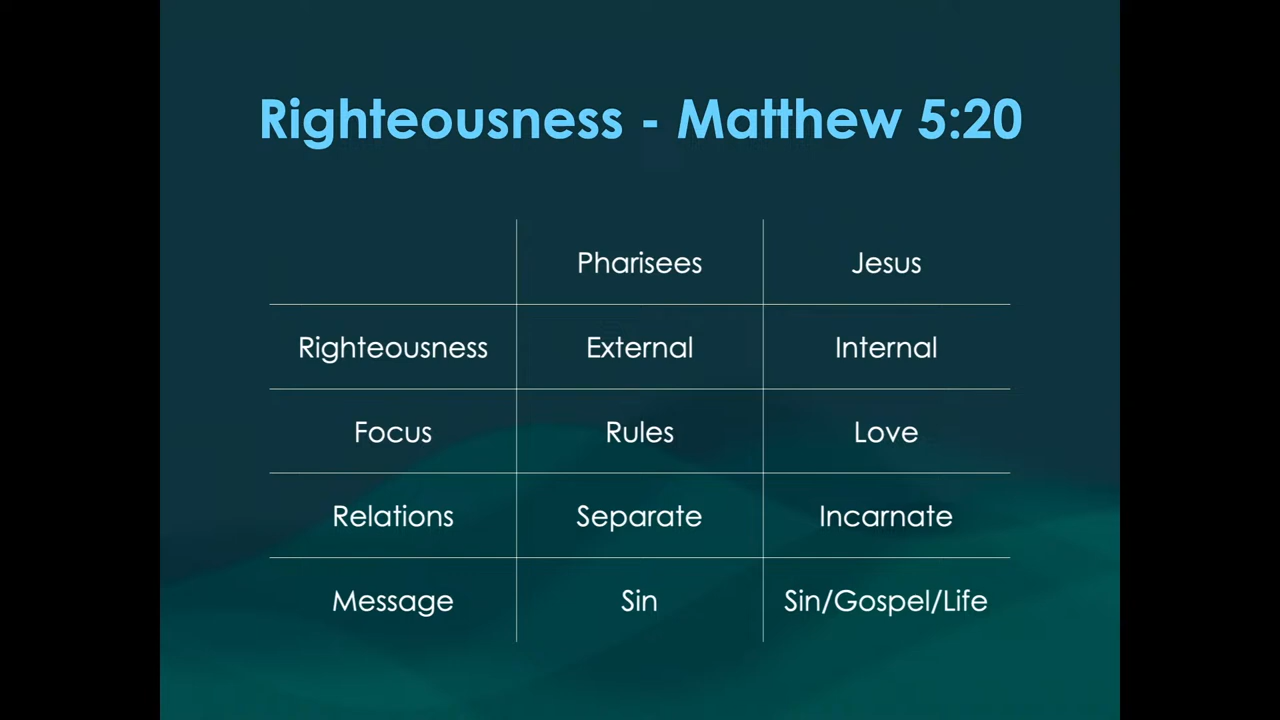 Righteousness - Matthew 5:20
Pharisees Jesus
Righteousness External Internal
Focus Rules Love
Relations Separate Incarnate
Message Sin Sin/Gospel/Life